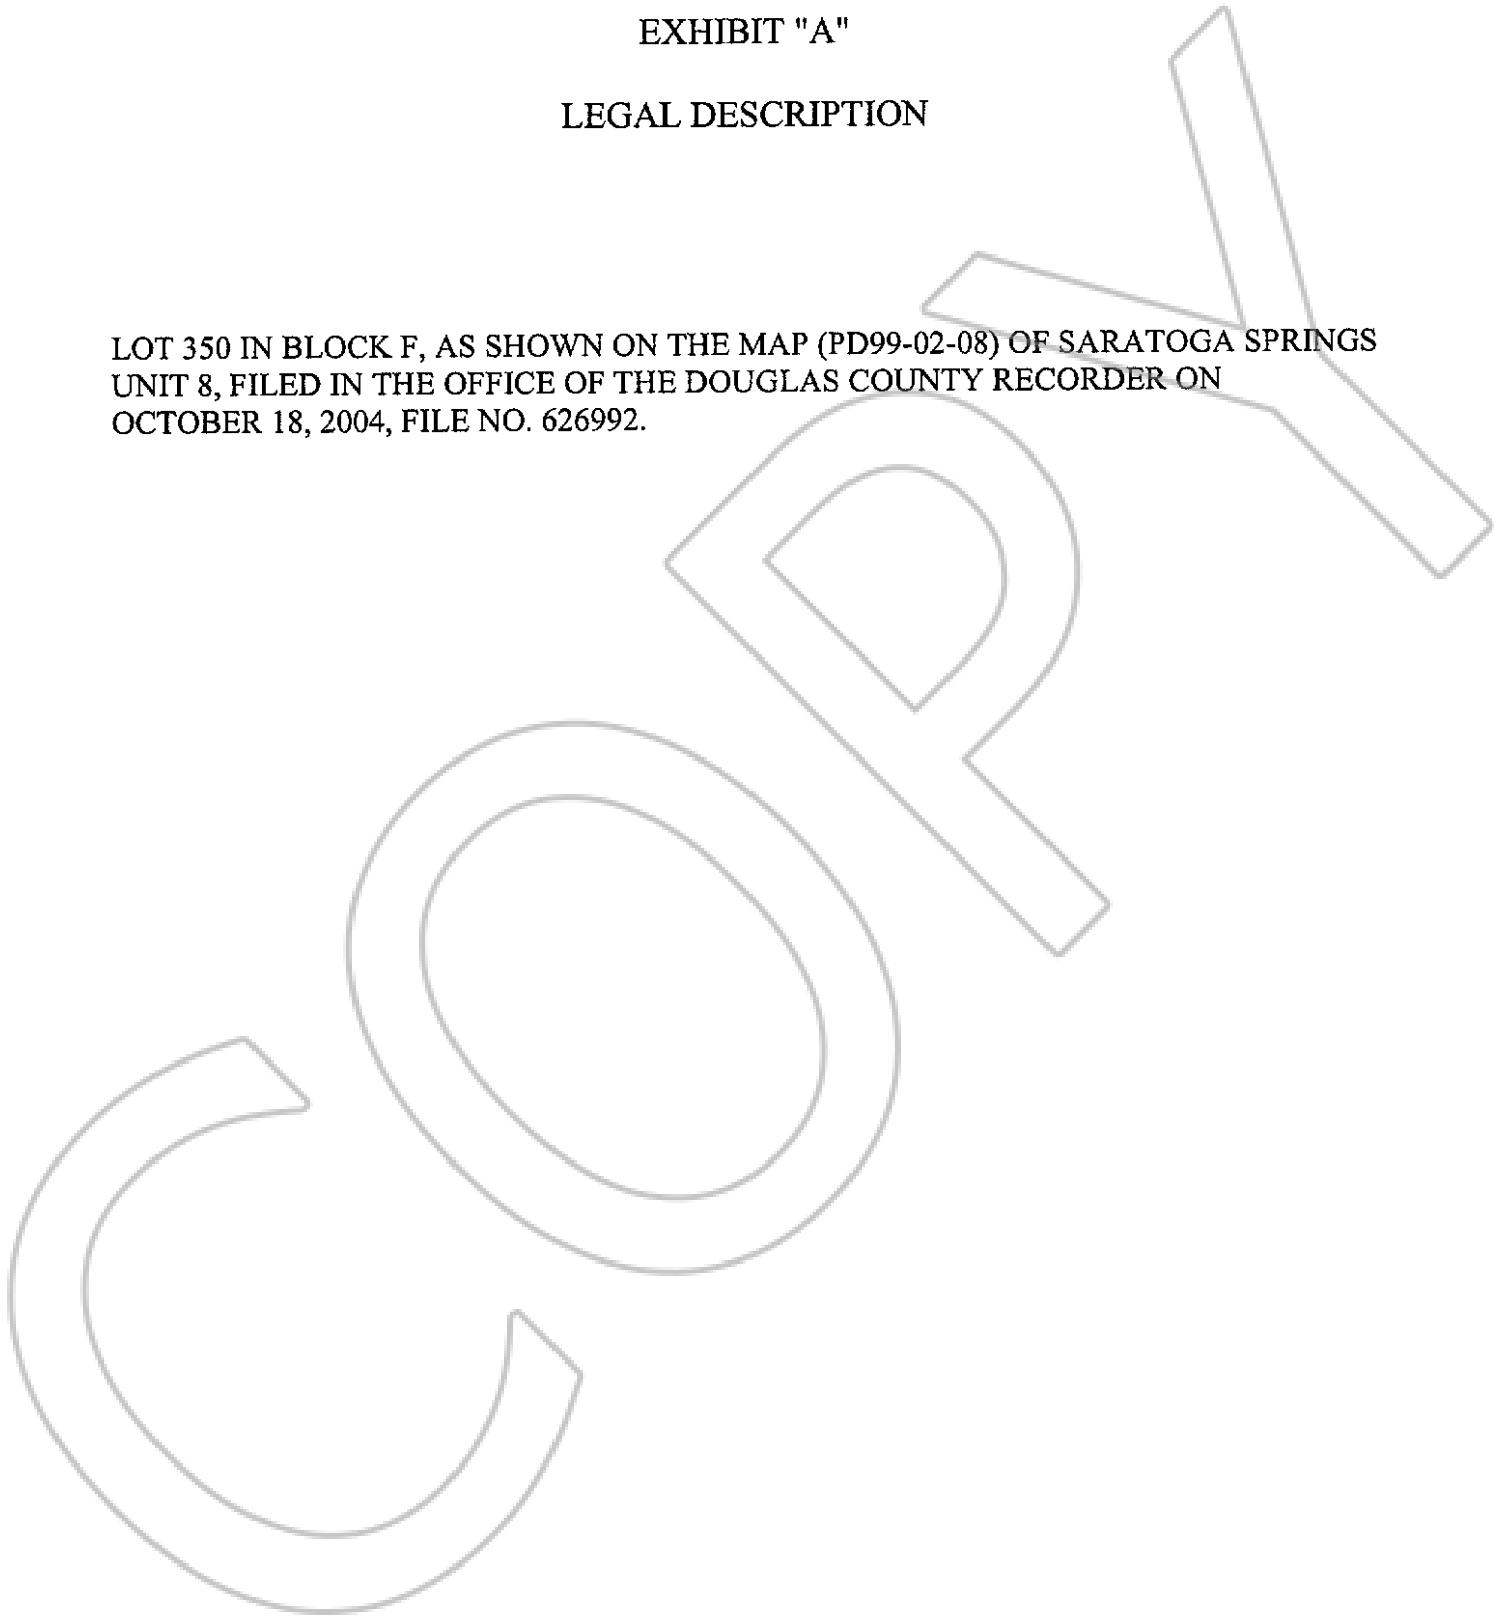 EXHIBIT "A"
LEGAL DESCRIPTION
LOT 350 IN BLOCK F, AS SHOWN ON THE MAP (PD99-02-08) OF SARATOGA SPRINGS
UNIT 8, FILED IN THE OFFICE OF THE DOUGLAS COUNTY RECORDER ON
OCTOBER 18, 2004, FILE NO. 626992.
COPY